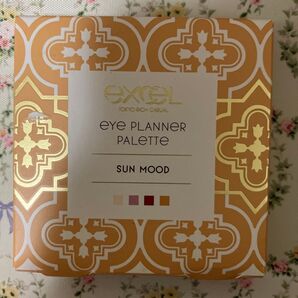 excel
TOKYO RICH CASUAL
eye PLANNER
PALETTE
SUN MOOD